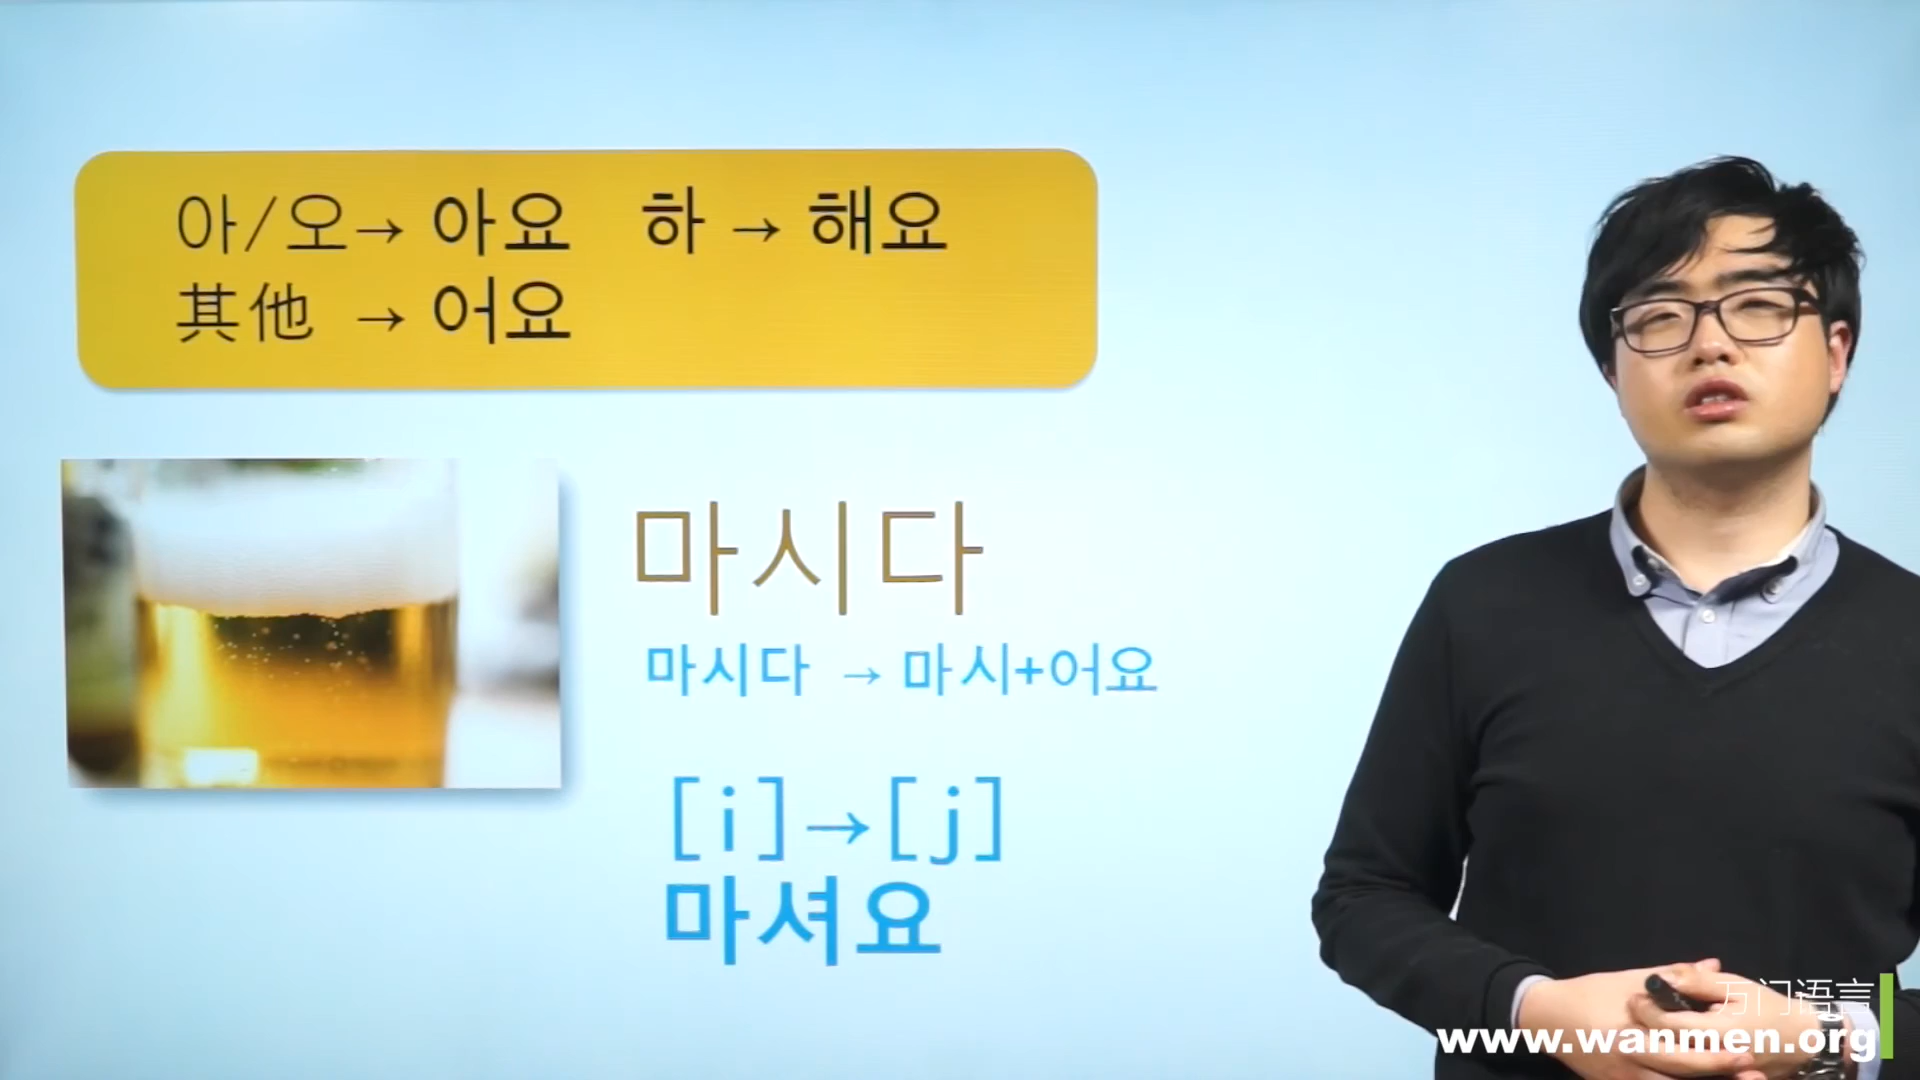 아/오→ 아요 하 → 해요
其他 → 어요
마시다
마시다 → 마시+어요
[i]→[j]
마셔요
万门语言
www.wanmen.org